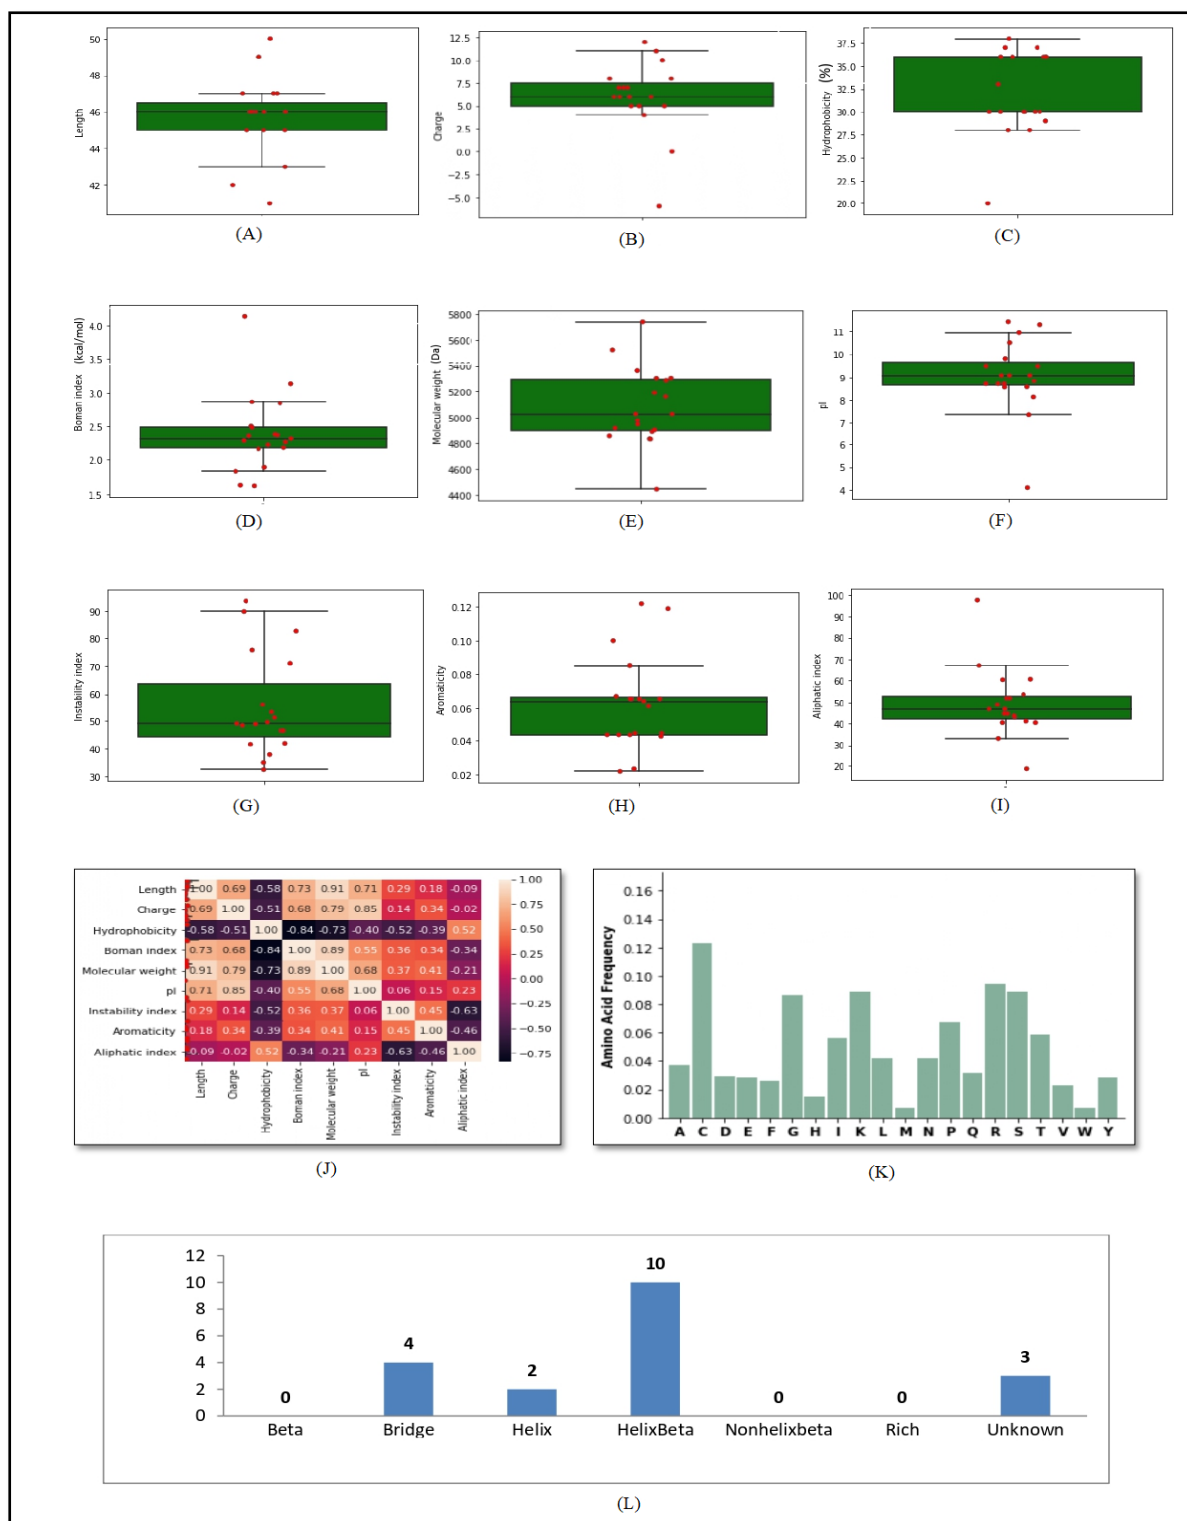 50
48
46
44
42
Length
(A)
12.5
10.0
7.5
5.0
2.5
0.0
−2.5
−5.0
Charge
(B)
37.5
35.0
32.5
30.0
27.5
25.0
22.5
20.0
Hydrophobicity (%)
(C)
4.0
3.5
3.0
2.5
2.0
1.5
Boman index (kcal/mol)
(D)
5800
5600
5400
5200
5000
4800
4600
4400
Molecular weight (Da)
(E)
11
10
9
8
7
6
5
4
pI
(F)
90
80
70
60
50
40
30
Instability index
(G)
0.12
0.10
0.08
0.06
0.04
0.02
Aromaticity
(H)
100
90
80
70
60
50
40
30
20
Aliphatic index
(I)
Length 1.00 0.69 -0.58 0.73 0.91 0.71 0.29 0.18 -0.09
Charge 0.69 1.00 -0.51 0.68 0.79 0.85 0.14 0.34 -0.02
Hydrophobicity -0.58 -0.51 1.00 -0.84 -0.73 -0.40 -0.52 -0.39 0.52
Boman index 0.73 0.68 -0.84 1.00 0.89 0.55 0.36 0.34 -0.34
Molecular weight 0.91 0.79 -0.73 0.89 1.00 0.68 0.37 0.41 -0.21
pI 0.71 0.85 -0.40 0.55 0.68 1.00 0.06 0.15 0.23
Instability index 0.29 0.14 -0.52 0.36 0.37 0.06 1.00 0.45 -0.63
Aromaticity 0.18 0.34 -0.39 0.34 0.41 0.15 0.45 1.00 -0.46
Aliphatic index -0.09 -0.02 0.52 -0.34 -0.21 0.23 -0.63 -0.46 1.00
Length Charge Hydrophobicity Boman index Molecular weight pI Instability index Aromaticity Aliphatic index
1.00
0.75
0.50
0.25
0.00
−0.25
−0.50
−0.75
(J)
0.16
0.14
0.12
0.10
0.08
0.06
0.04
0.02
0.00
Amino Acid Frequency
A C D E F G H I K L M N P Q R S T V W Y
(K)
12
10
8
6
4
2
0
0 4 2 10 0 0 3
Beta Bridge Helix HelixBeta Nonhelixbeta Rich Unknown
(L)